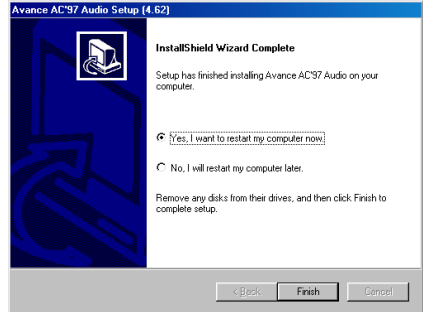 Avance AC'97 Audio Setup (4.62)
InstallShield Wizard Complete
Setup has finished installing Avance AC'97 Audio on your
computer.
Yes, I want to restart my computer now.
No, I will restart my computer later.
Remove any disks from their drives, and then click Finish to
complete setup.
< Back Finish Cancel